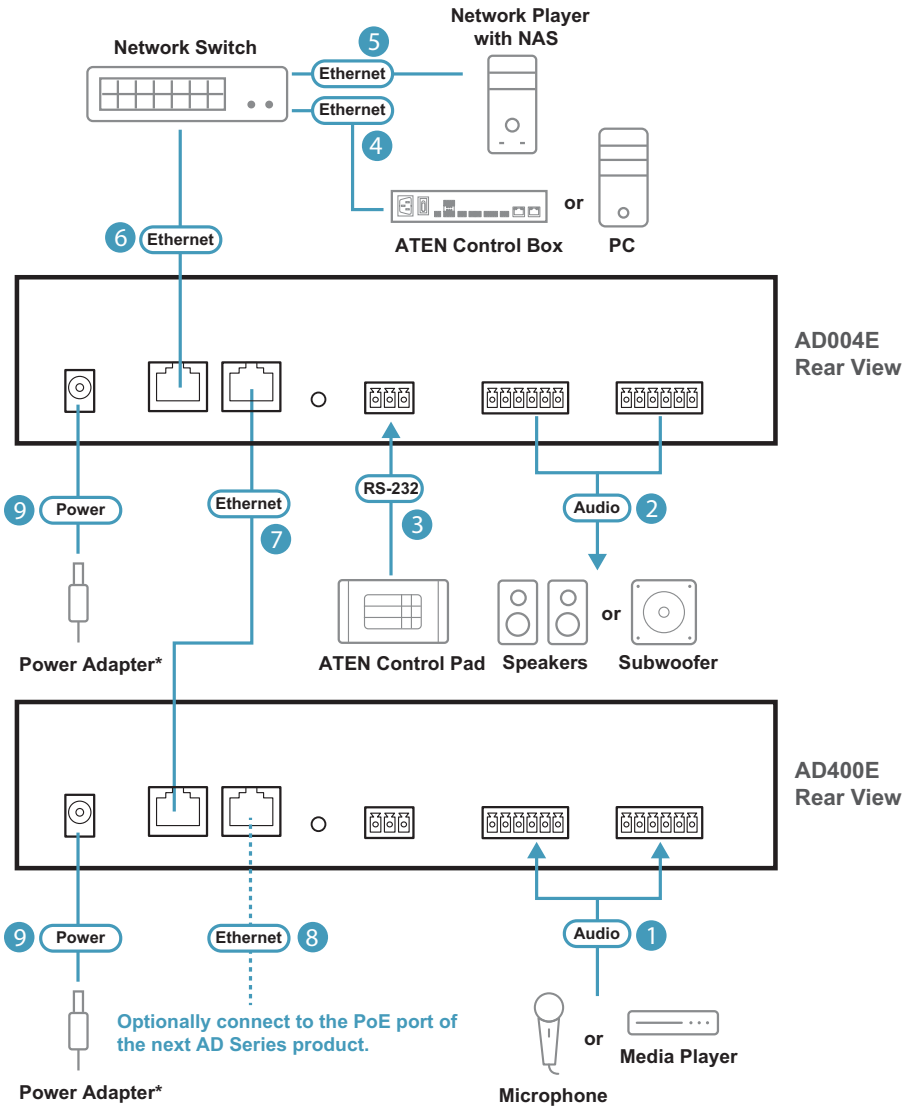 Network Player
with NAS
Network Switch
5
Ethernet
Ethernet
4
or
ATEN Control Box
PC
6
Ethernet
AD004E
Rear View
9
Power
Ethernet
7
RS-232
3
Audio
2
or
Power Adapter*
ATEN Control Pad
Speakers
Subwoofer
AD400E
Rear View
9
Power
Ethernet
8
Audio
1
Optionally connect to the PoE port of
the next AD Series product.
or
Media Player
Power Adapter*
Microphone